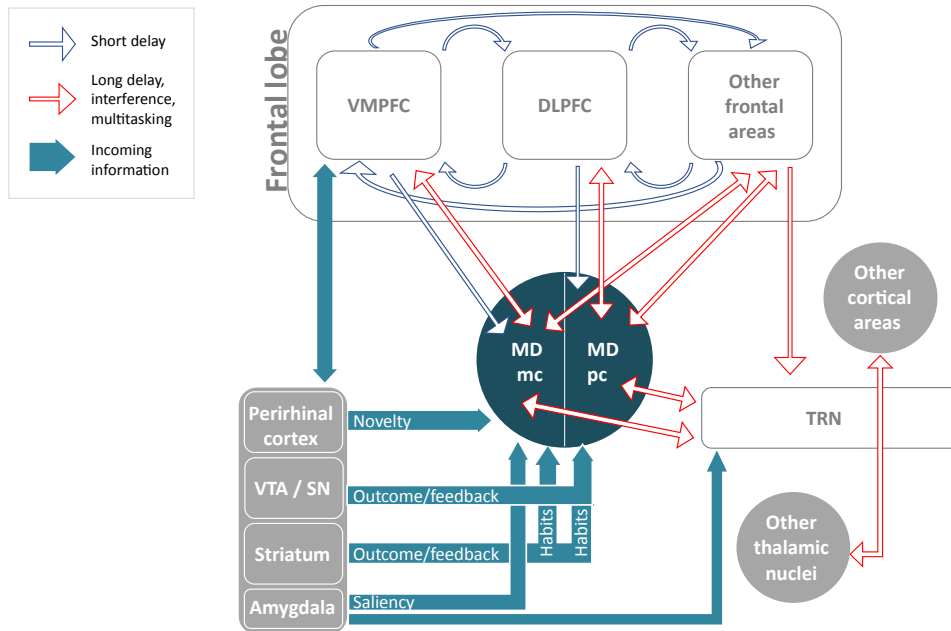 Short delay
Long delay,
interference,
multitasking
Incoming
information
Frontal lobe
VMPFC
DLPFC
Other
frontal
areas
Other
cortical
areas
MD
mc
MD
pc
TRN
Perirhinal
cortex
Novelty
VTA / SN
Outcome/feedback
Habits
Habits
Striatum
Outcome/feedback
Other
thalamic
nuclei
Amygdala
Saliency